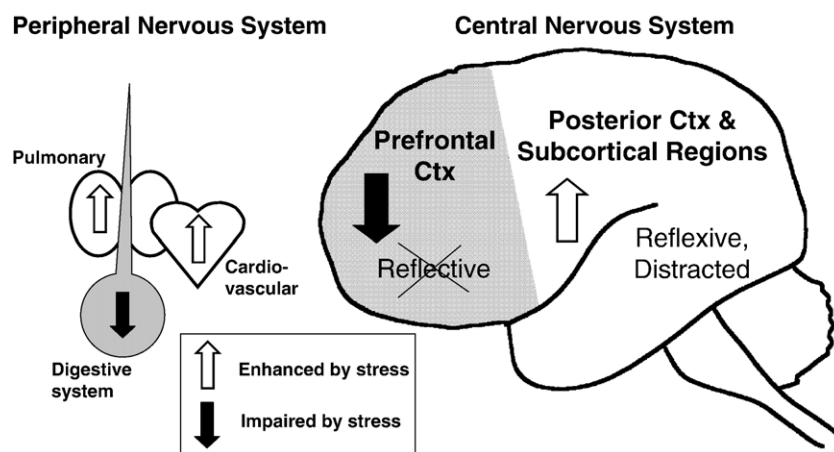 Peripheral Nervous System
Central Nervous System
Pulmonary
Cardio-
vascular
Digestive
system
Prefrontal
Ctx
Reflective
Posterior Ctx &
Subcortical Regions
Reflexive,
Distracted
Enhanced by stress
Impaired by stress